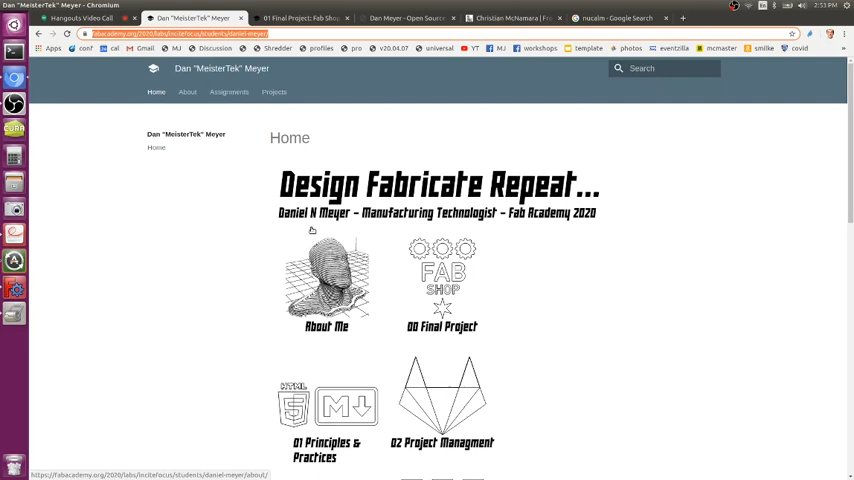 Dan "MeisterTek" Meyer - Chromium
En
2:53 PM
Hangouts Video Call
Dan "MeisterTek" Meyer
01 Final Project: Fab Shop
Dan Meyer - Open Source
Christian McNamara | Fre
nucalm - Google Search
fabacademy.org/2020/labs/incitefocus/students/daniel-meyer/
conf
cal
Gmail
MJ
Discussion
Shredder
profiles
pro
v20.04.07
universal
YT
MJ
workshops
template
photos
eventzilla
mcmaster
smilke
covid
Dan "MeisterTek" Meyer
Search
Home
About
Assignments
Projects
Dan "MeisterTek" Meyer
Home
Home
Design Fabricate Repeat...
Daniel N Meyer - Manufacturing Technologist - Fab Academy 2020
FAB
SHOP
About Me
00 Final Project
HTML
5
M
01 Principles &
Practices
02 Project Managment
CURA
https://fabacademy.org/2020/labs/incitefocus/students/daniel-meyer/about/